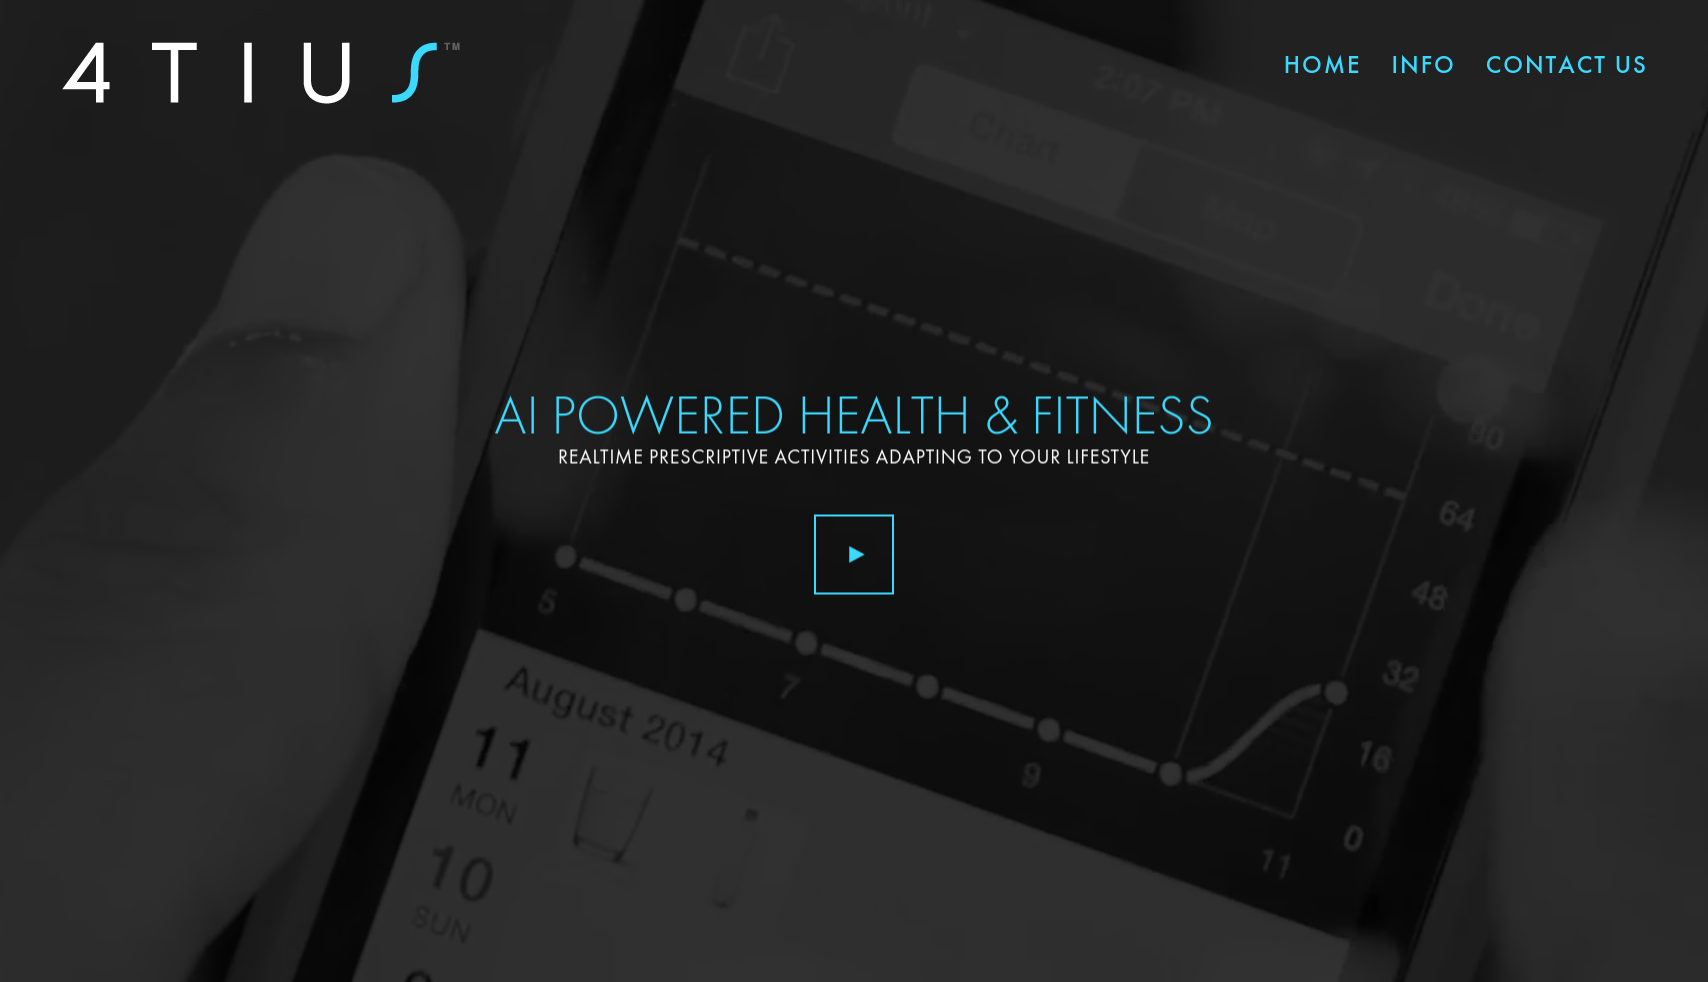 4TIUS™
HOME INFO CONTACT US
2:07 PM
Chart
Map
Done
AI POWERED HEALTH & FITNESS
REALTIME PRESCRIPTIVE ACTIVITIES ADAPTING TO YOUR LIFESTYLE
80
64
48
32
16
0
5
7
9
11
August 2014
11
MON
10
SUN